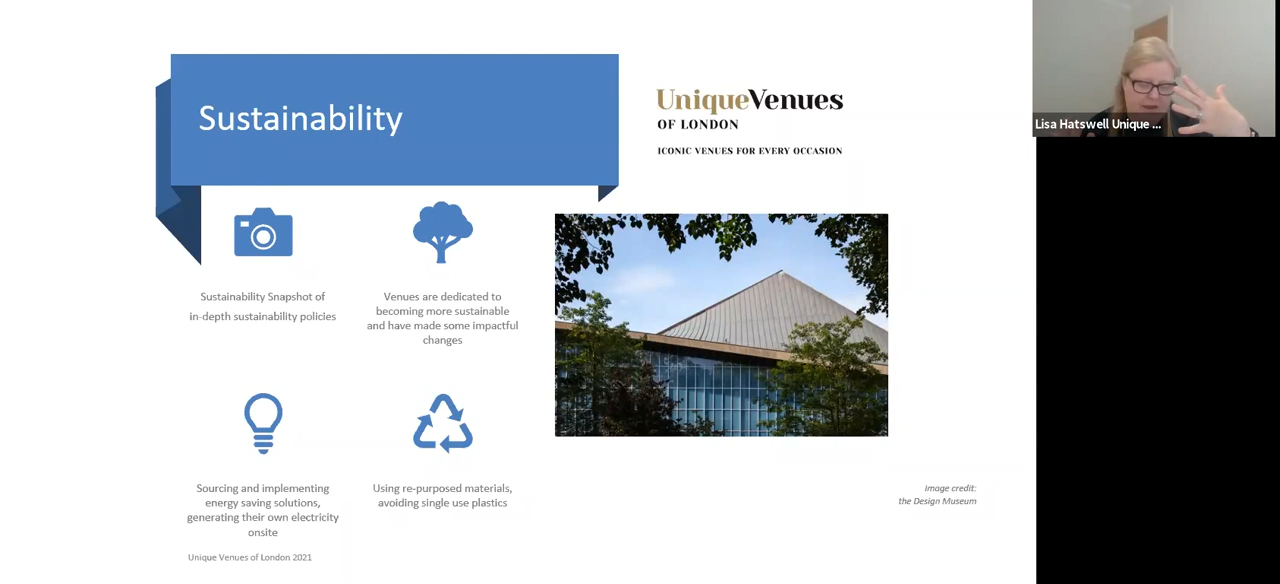 Sustainability
UniqueVenues
OF LONDON
ICONIC VENUES FOR EVERY OCCASION
Lisa Hatswell Unique ...
Sustainability Snapshot of
in-depth sustainability policies
Venues are dedicated to
becoming more sustainable
and have made some impactful
changes
Sourcing and implementing
energy saving solutions,
generating their own electricity
onsite
Using re-purposed materials,
avoiding single use plastics
Image credit:
the Design Museum
Unique Venues of London 2021